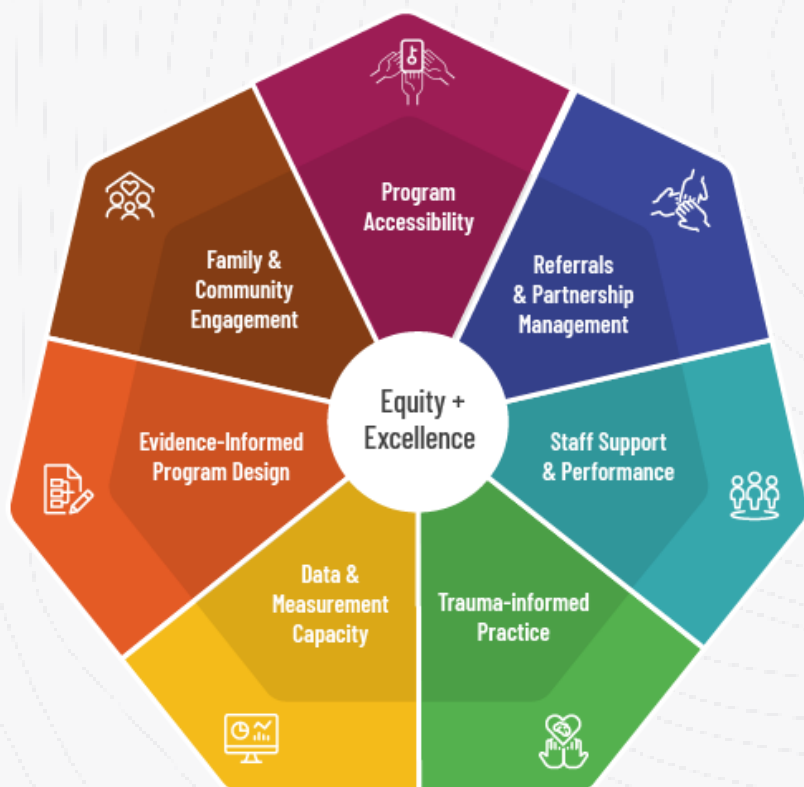 Program
Accessibility
Referrals
& Partnership
Management
Staff Support
& Performance
Trauma-informed
Practice
Data &
Measurement
Capacity
Evidence-Informed
Program Design
Family &
Community
Engagement
Equity +
Excellence